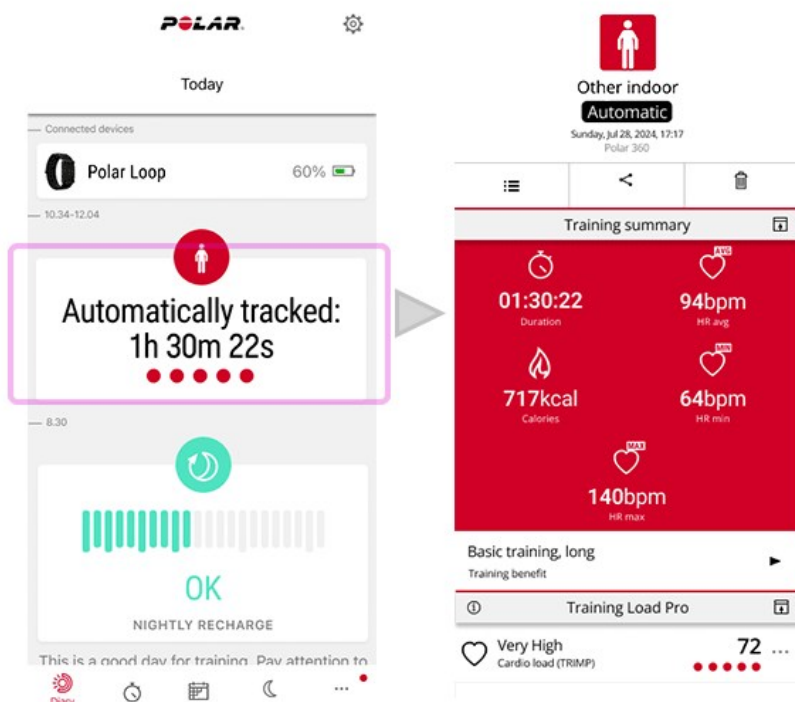 POLAR
Today
Connected devices
Polar Loop
60%
10.34-12.04
Automatically tracked:
1h 30m 22s
8.30
OK
NIGHTLY RECHARGE
This is a good day for training. Pay attention to
Diary
Other indoor
Automatic
Sunday, Jul 28, 2024, 17:17
Polar 360
Training summary
01:30:22
Duration
AVG
94bpm
HR avg
717kcal
Calories
MIN
64bpm
HR min
MAX
140bpm
HR max
Basic training, long
Training benefit
Training Load Pro
Very High
Cardio load (TRIMP)
72